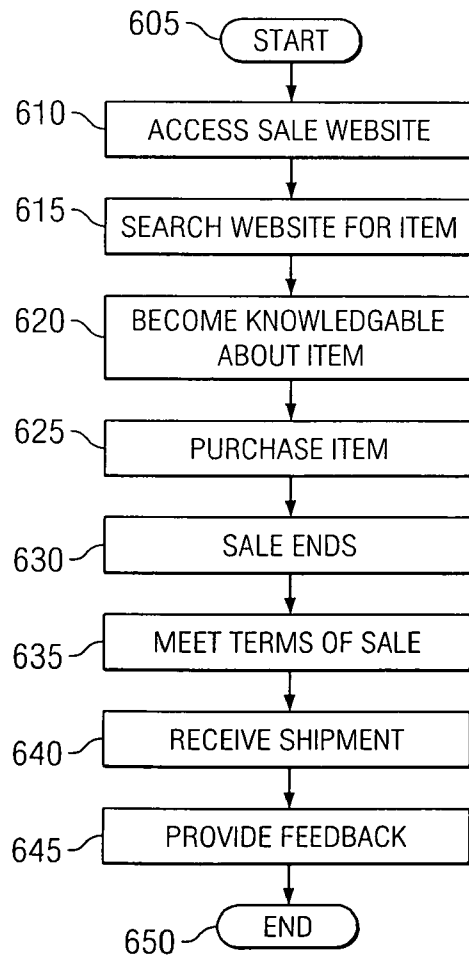 605
START
610
ACCESS SALE WEBSITE
615
SEARCH WEBSITE FOR ITEM
620
BECOME KNOWLEDGABLE
ABOUT ITEM
625
PURCHASE ITEM
630
SALE ENDS
635
MEET TERMS OF SALE
640
RECEIVE SHIPMENT
645
PROVIDE FEEDBACK
650
END